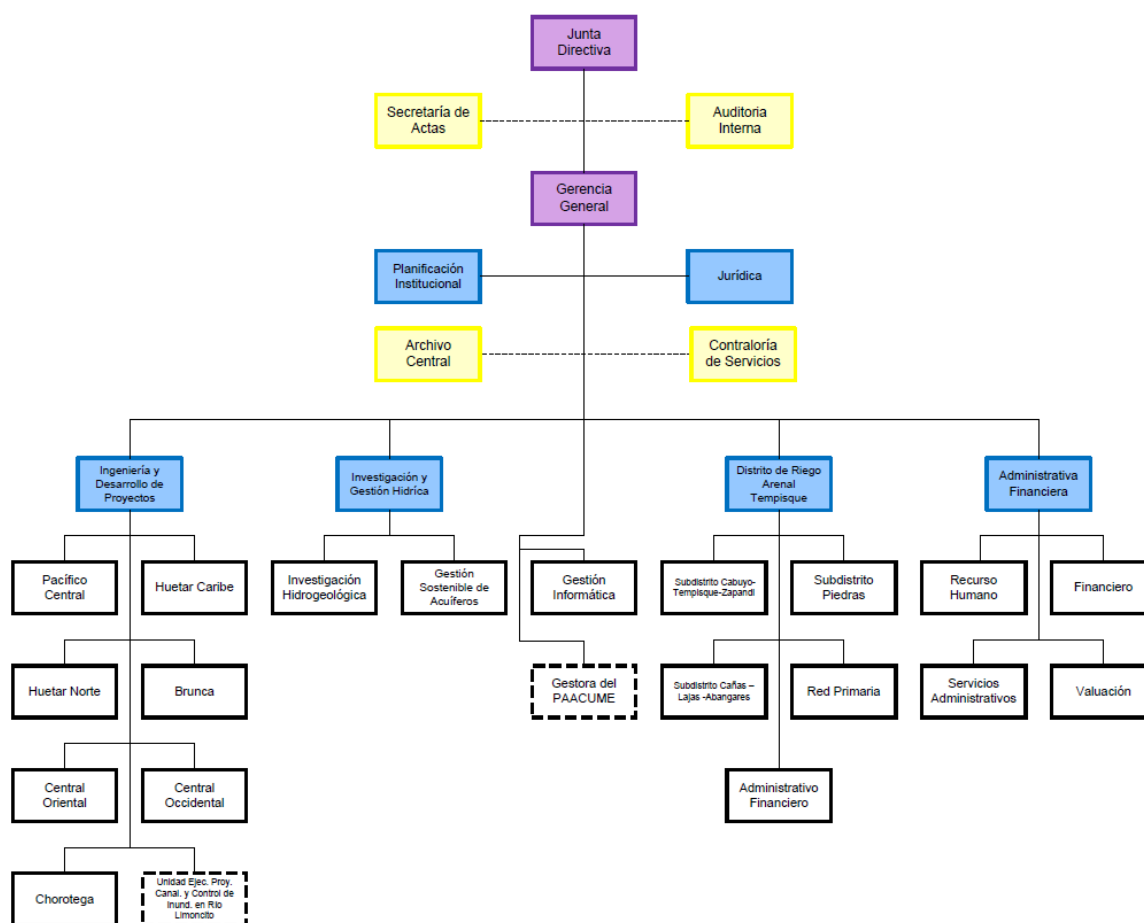 Junta
Directiva
Secretaría de
Actas
Auditoria
Interna
Gerencia
General
Planificación
Institucional
Jurídica
Archivo
Central
Contraloría
de Servicios
Ingeniería y
Desarrollo de
Proyectos
Investigación y
Gestión Hidríca
Distrito de Riego
Arenal
Tempisque
Administrativa
Financiera
Pacífico
Central
Huetar Caribe
Investigación
Hidrogeológica
Gestión
Sostenible de
Acuíferos
Gestión
Informática
Subdistrito Cabuyo-
Tempisque-Zapandí
Subdistrito
Piedras
Recurso
Humano
Financiero
Huetar Norte
Brunca
Gestora del
PAACUME
Subdistrito Cañas –
Lajas -Abangares
Red Primaria
Servicios
Administrativos
Valuación
Central
Oriental
Central
Occidental
Administrativo
Financiero
Chorotega
Unidad Ejec. Proy.
Canal. y Control de
Inund. en Río
Limoncito